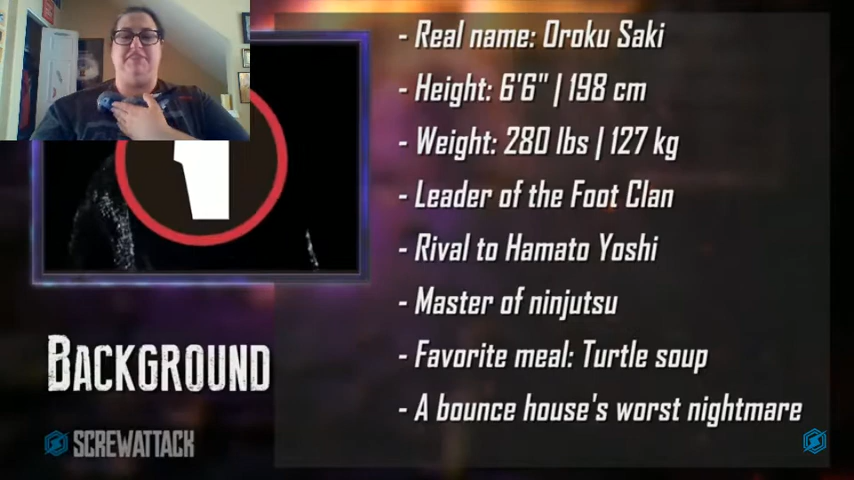 - Real name: Oroku Saki
- Height: 6'6" | 198 cm
- Weight: 280 lbs | 127 kg
- Leader of the Foot Clan
- Rival to Hamato Yoshi
- Master of ninjutsu
- Favorite meal: Turtle soup
- A bounce house's worst nightmare
1
BACKGROUND
SCREWATTACK